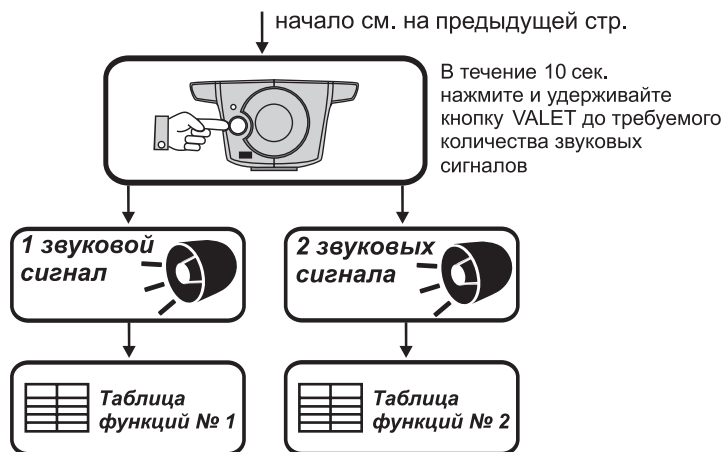 начало см. на предыдущей стр.
В течение 10 сек.
нажмите и удерживайте
кнопку VALET до требуемого
количества звуковых
сигналов
1 звуковой
сигнал
2 звуковых
сигнала
Таблица
функций № 1
Таблица
функций № 2